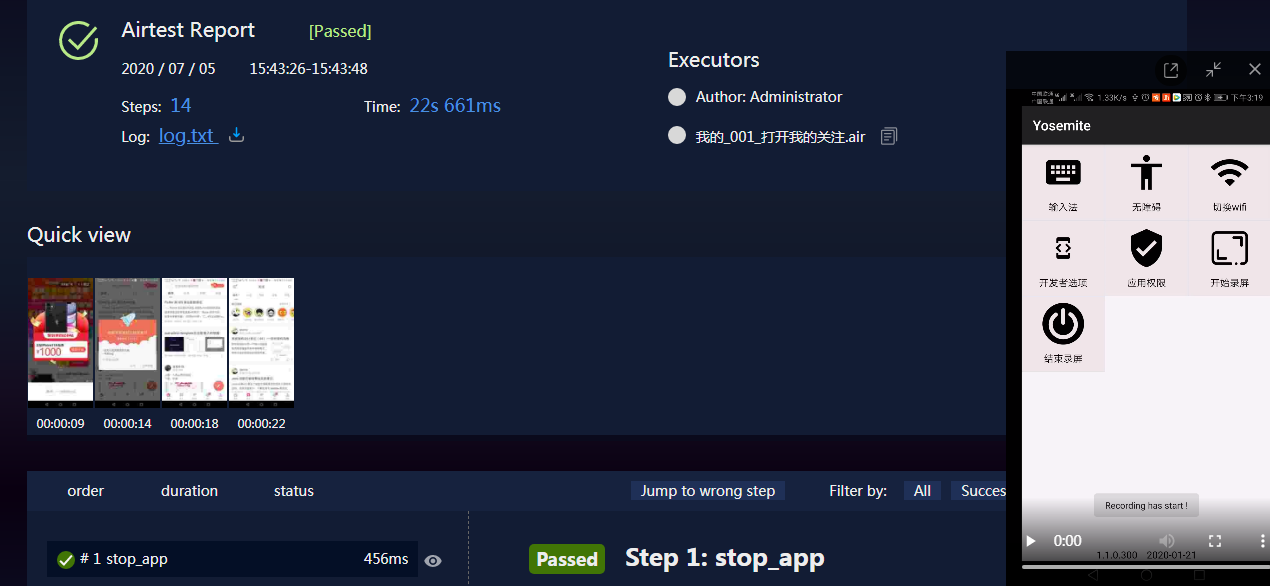 Airtest Report [Passed]
2020 / 07 / 05 15:43:26-15:43:48
Steps: 14 Time: 22s 661ms
Log: log.txt
Executors
Author: Administrator
我的_001_打开我的关注.air
Quick view
¥1000
00:00:09 00:00:14 00:00:18 00:00:22
order duration status
Jump to wrong step Filter by: All Succes
# 1 stop_app 456ms
Passed Step 1: stop_app
1.33K/s 下午3:19
Yosemite
输入法 无障碍 切换wifi
开发者选项 应用权限 开始录屏
结束录屏
Recording has start !
0:00
1.1.0.300 2020-01-21